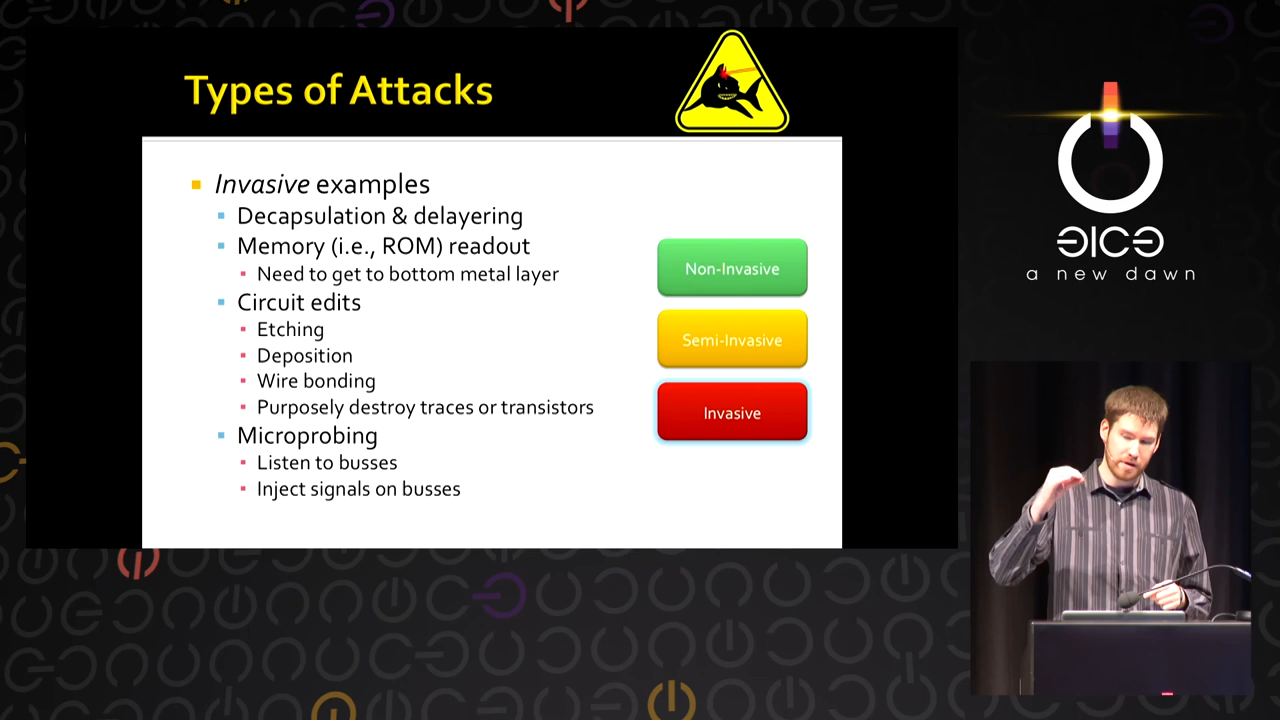 Types of Attacks
Invasive examples
Decapsulation & delayering
Memory (i.e., ROM) readout
Need to get to bottom metal layer
Circuit edits
Etching
Deposition
Wire bonding
Purposely destroy traces or transistors
Microprobing
Listen to busses
Inject signals on busses
Non-Invasive
Semi-Invasive
Invasive
31C3
a new dawn